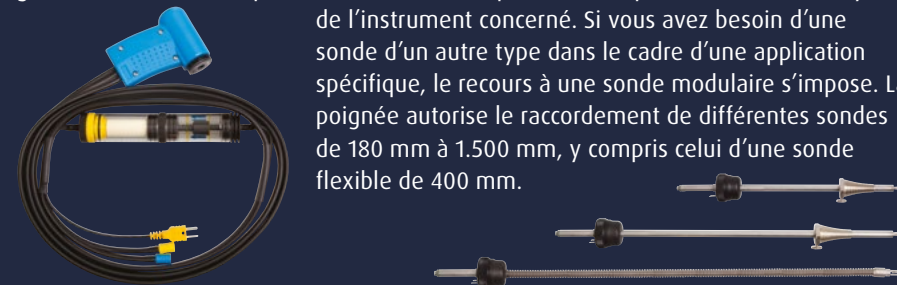 de l’instrument concerné. Si vous avez besoin d’une
sonde d’un autre type dans le cadre d’une application
spécifique, le recours à une sonde modulaire s’impose.
poignée autorise le raccordement de différentes sondes
de 180 mm à 1.500 mm, y compris celui d’une sonde
flexible de 400 mm.